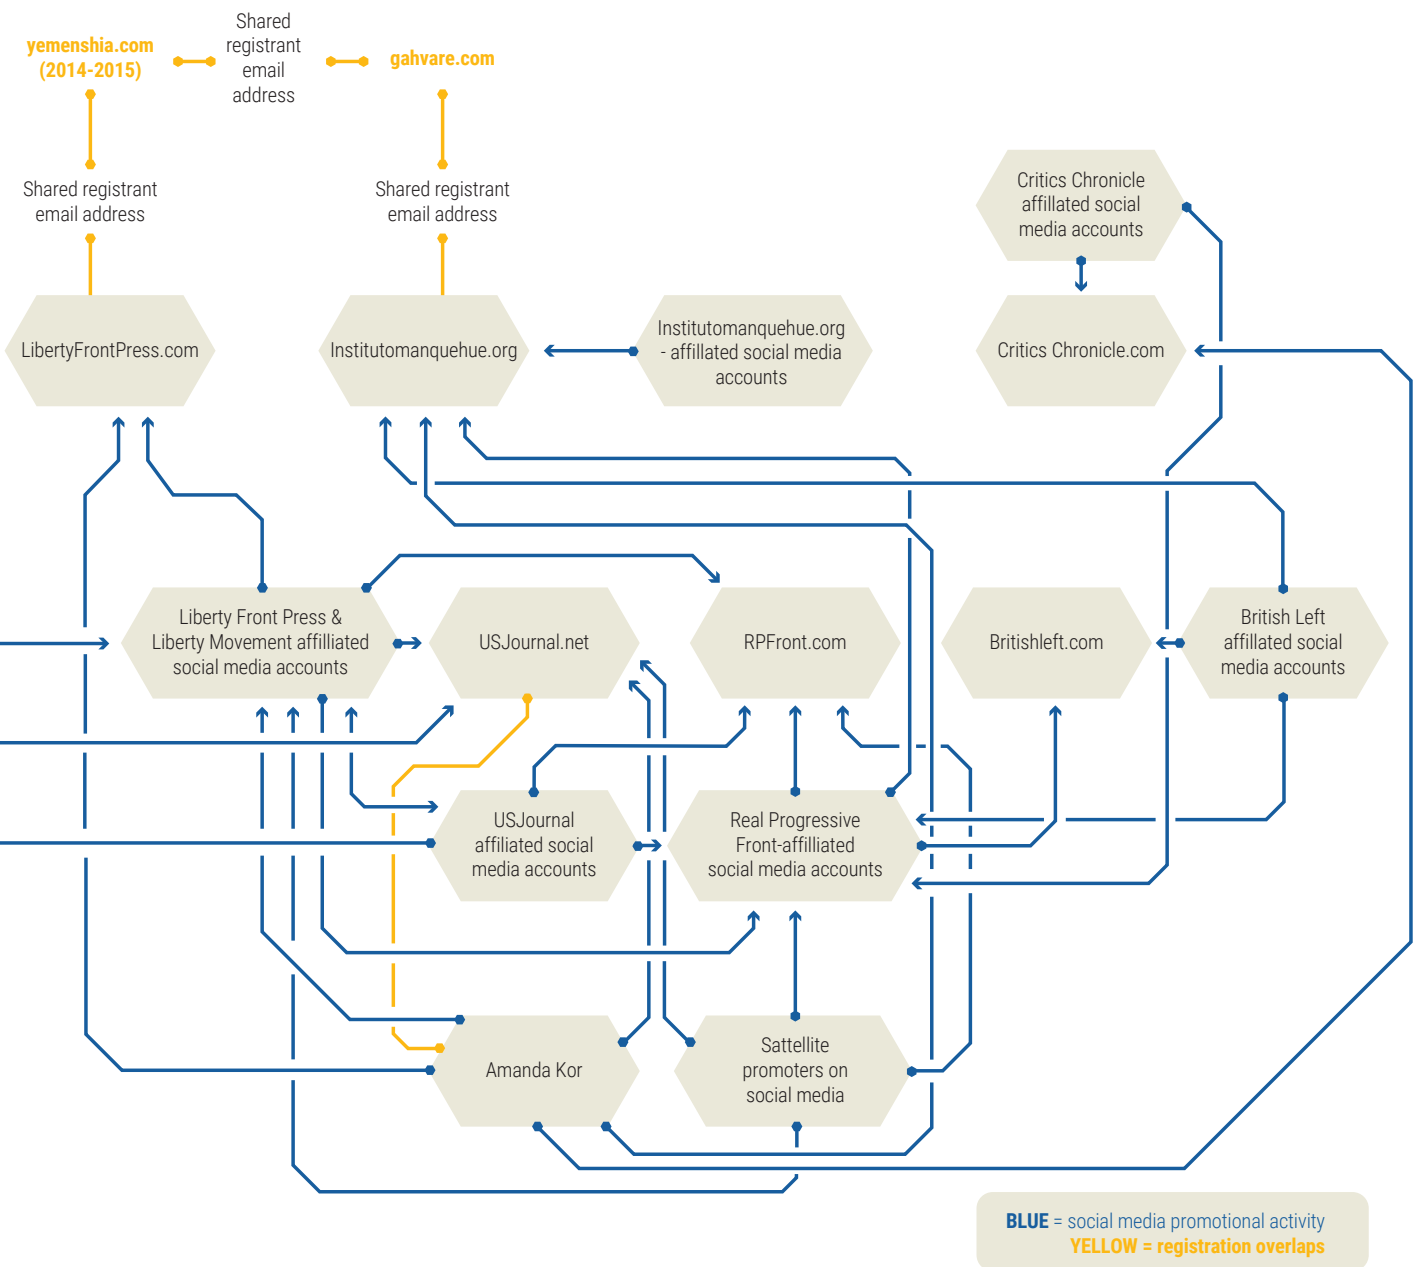 Shared
registrant
email
address
yemenshia.com
(2014-2015)
gahvare.com
Shared registrant
email address
Shared registrant
email address
Critics Chronicle
affillated social
media accounts
LibertyFrontPress.com
Institutomanquehue.org
Institutomanquehue.org
- affillated social media
accounts
Critics Chronicle.com
Liberty Front Press &
Liberty Movement affilliated
social media accounts
USJournal.net
RPFront.com
Britishleft.com
British Left
affillated social
media accounts
USJournal
affiliated social
media accounts
Real Progressive
Front-affilliated
social media accounts
Amanda Kor
Sattellite
promoters on
social media
BLUE = social media promotional activity
YELLOW = registration overlaps